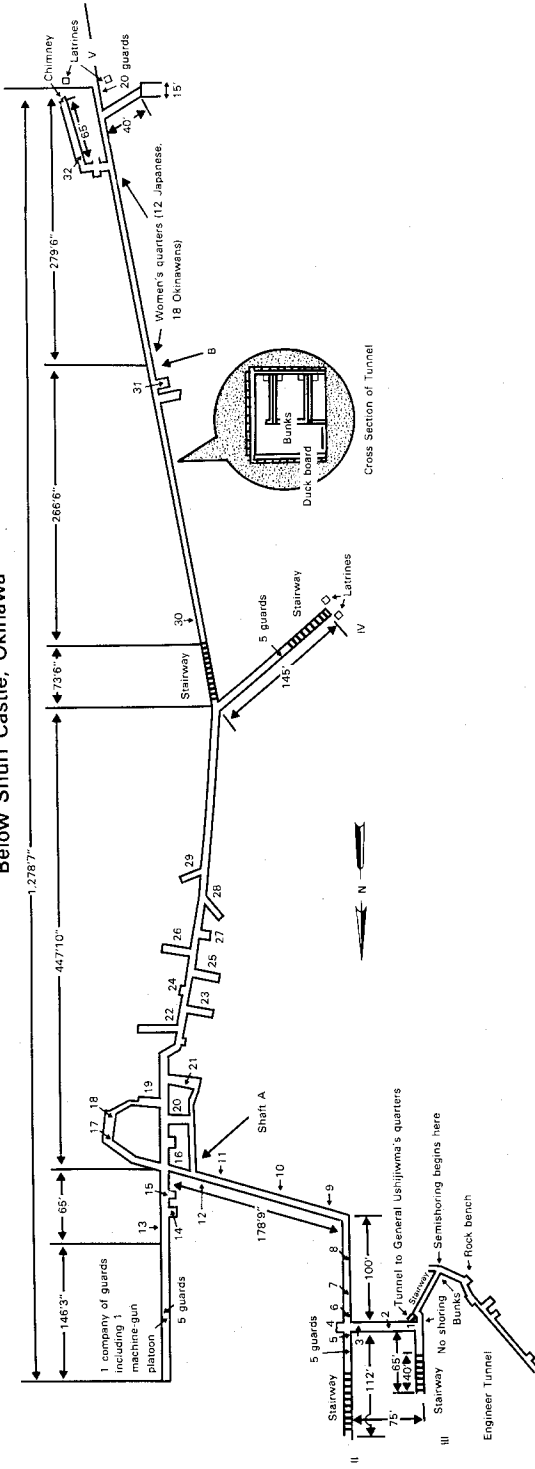 Below Shuri Castle, Okinawa
1,278'7"
146'3"
65'
447'10"
73'6"
266'6"
279'6"
1 company of guards
including 1
machine-gun
platoon
5 guards
13
14
15
16
17
18
19
20
21
22
23
24
25
26
27
28
29
Stairway
30
31
B
Women's quarters (12 Japanese,
18 Okinawans)
32
65'
Chimney
Latrines
V
20 guards
40'
15'
5 guards
Stairway
145'
Latrines
IV
Bunks
Duck board
Cross Section of Tunnel
N
Shaft A
12
11
10
9
178'9"
8
7
6
5
4
3
2
1
100'
5 guards
Stairway
112'
II
75'
65'
40'
Stairway
III
Tunnel to General Ushijiwma's quarters
Stairway
Semishoring begins here
No shoring
Bunks
Rock bench
Engineer Tunnel